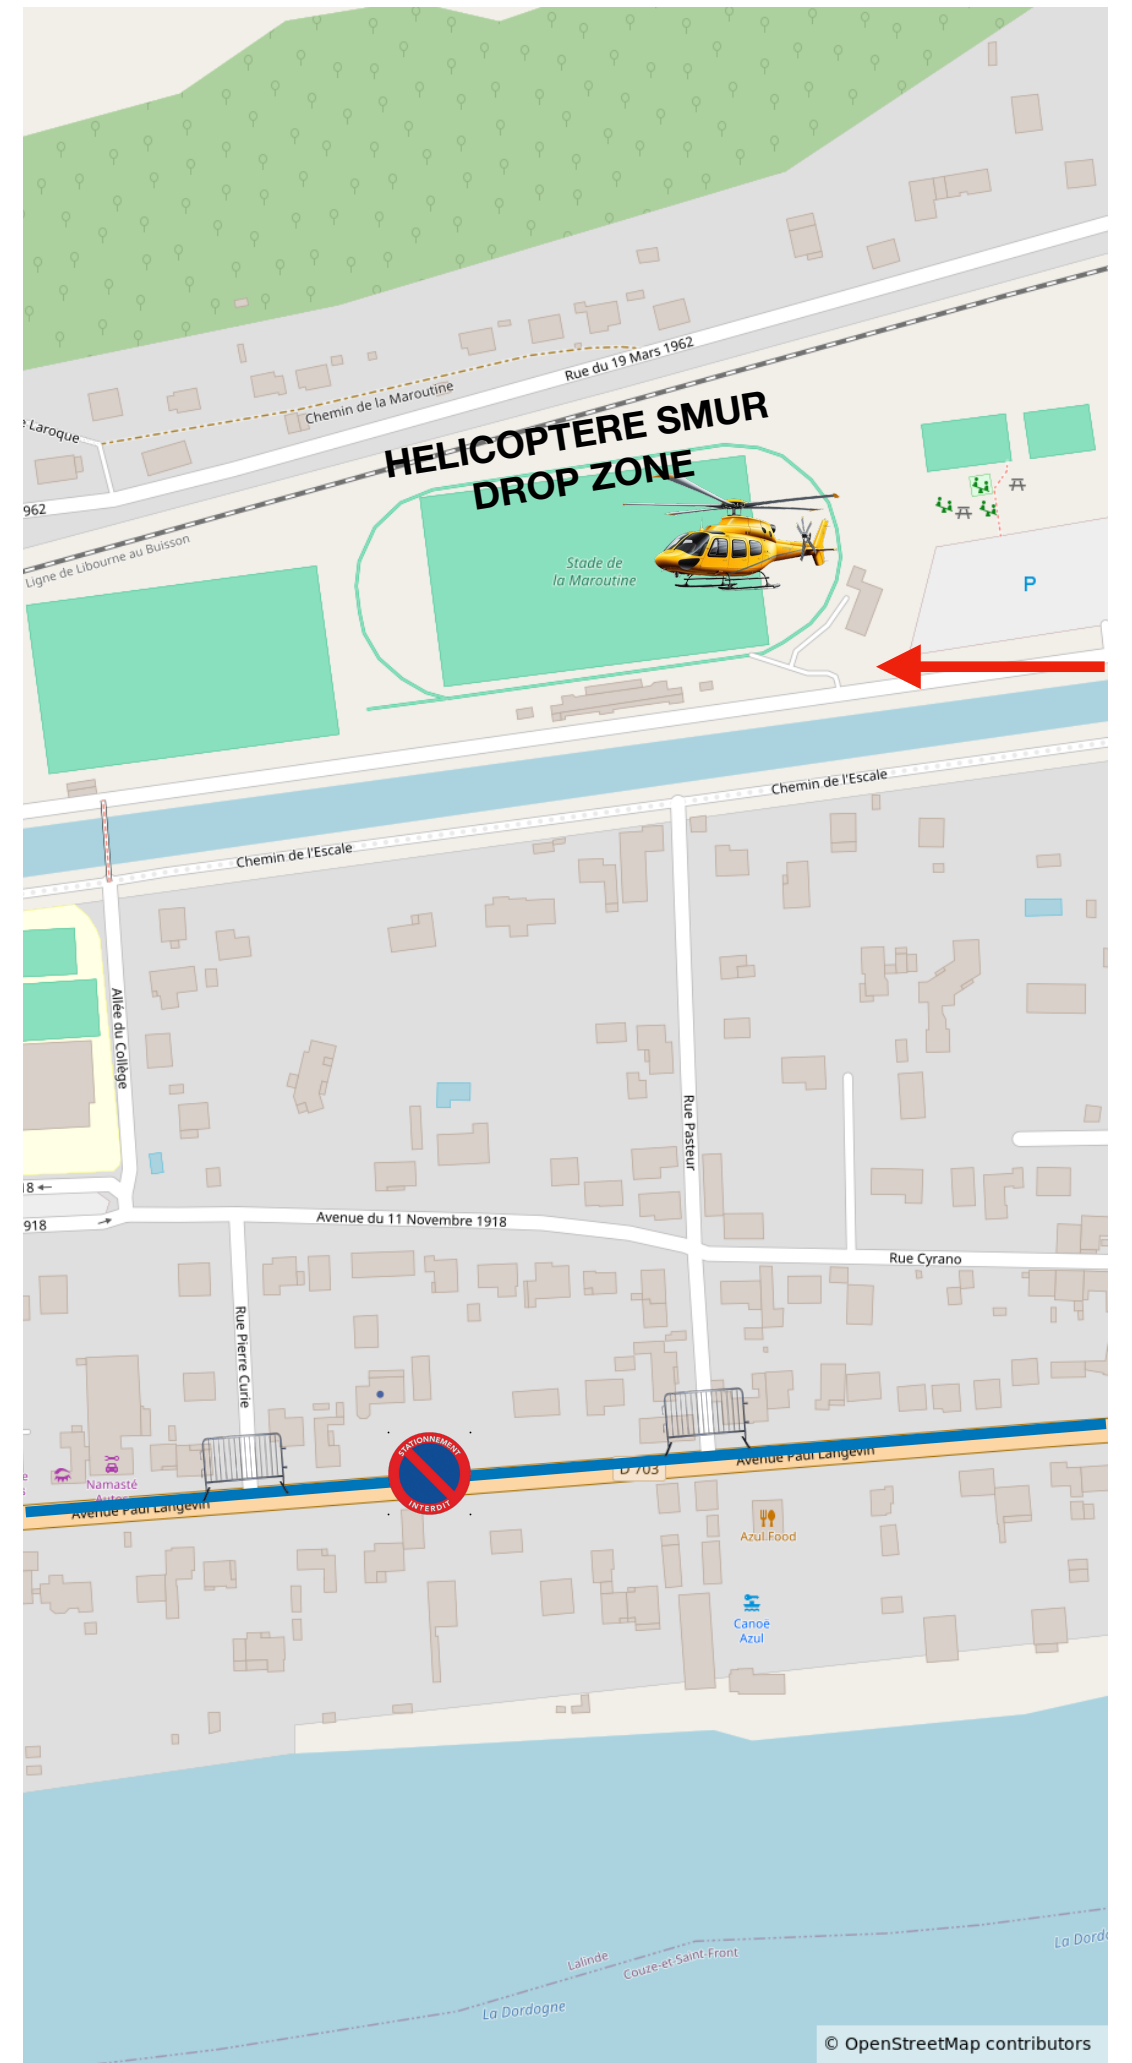 Rue du 19 Mars 1962
Chemin de la Maroutine
Laroque
962
HELICOPTERE SMUR
DROP ZONE
Ligne de Libourne au Buisson
Stade de
la Maroutine
P
Chemin de l'Escale
Chemin de l'Escale
Allée du Collège
Rue Pasteur
18
918
Avenue du 11 Novembre 1918
Rue Cyrano
Rue Pierre Curie
STATIONNEMENT
INTERDIT
D 703
Avenue Paul Langevin
Namasté
Autos
Avenue Paul Langevin
Azul Food
Canoë
Azul
Lalinde
Couze-et-Saint-Front
La Dordo
La Dordogne
© OpenStreetMap contributors